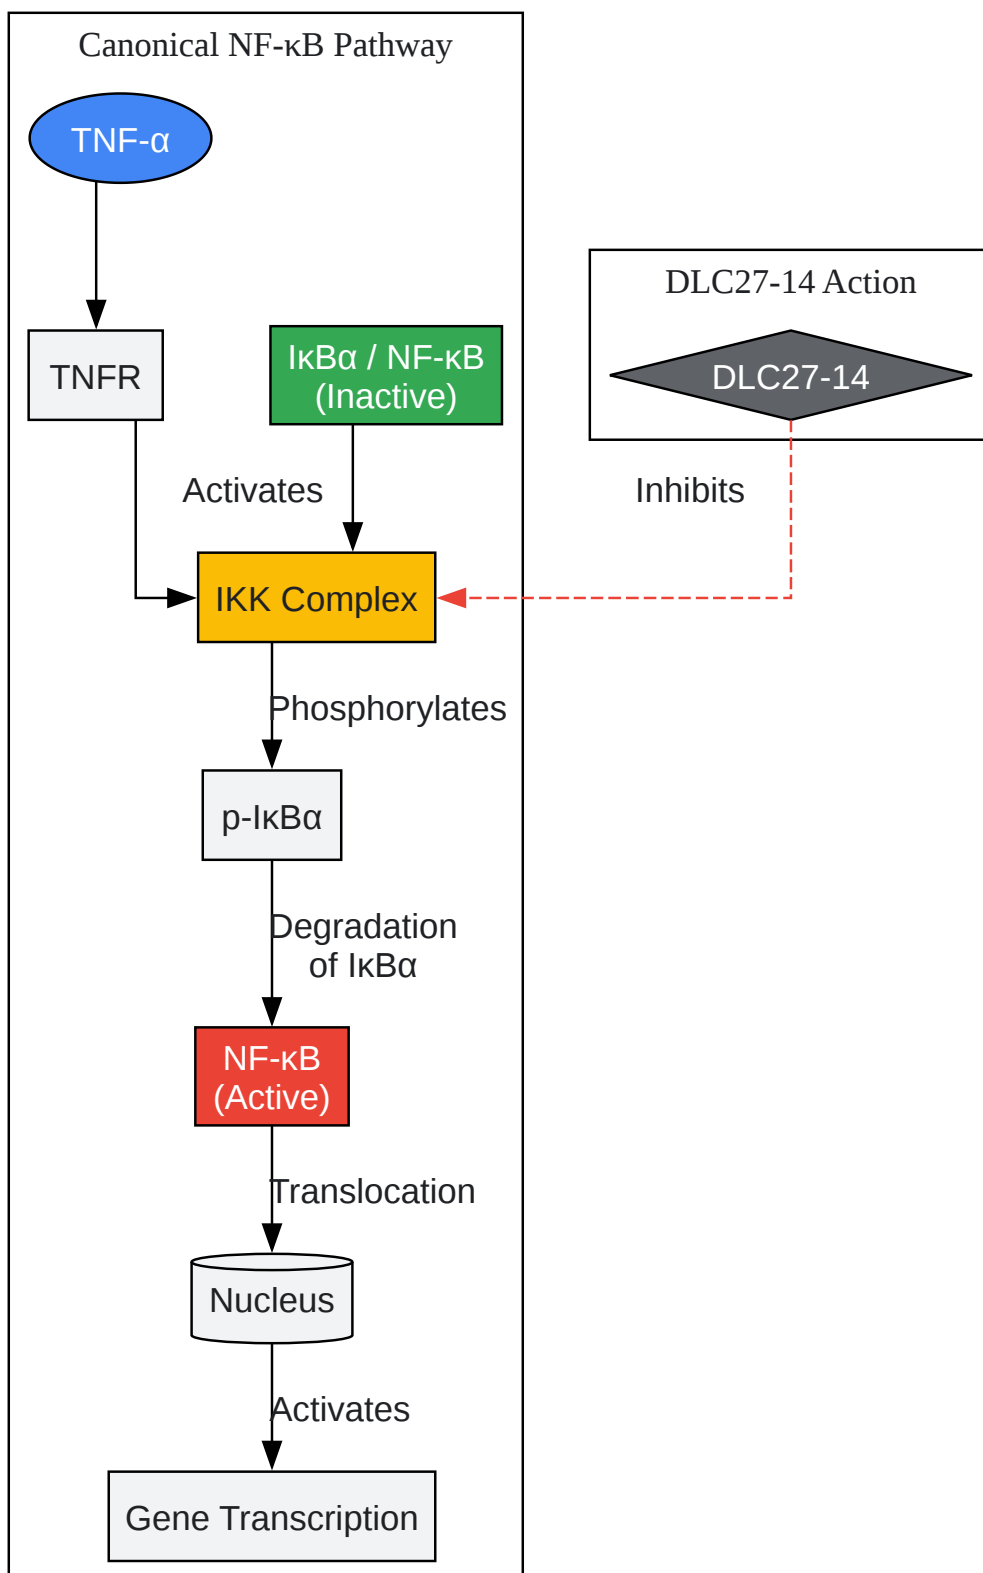 Canonical NF-κB Pathway
TNF-α
DLC27-14 Action
TNFR
IκBα / NF-κB
(Inactive)
DLC27-14
Activates
Inhibits
IKK Complex
Phosphorylates
p-IκBα
Degradation
of IκBα
NF-κB
(Active)
Translocation
Nucleus
Activates
Gene Transcription